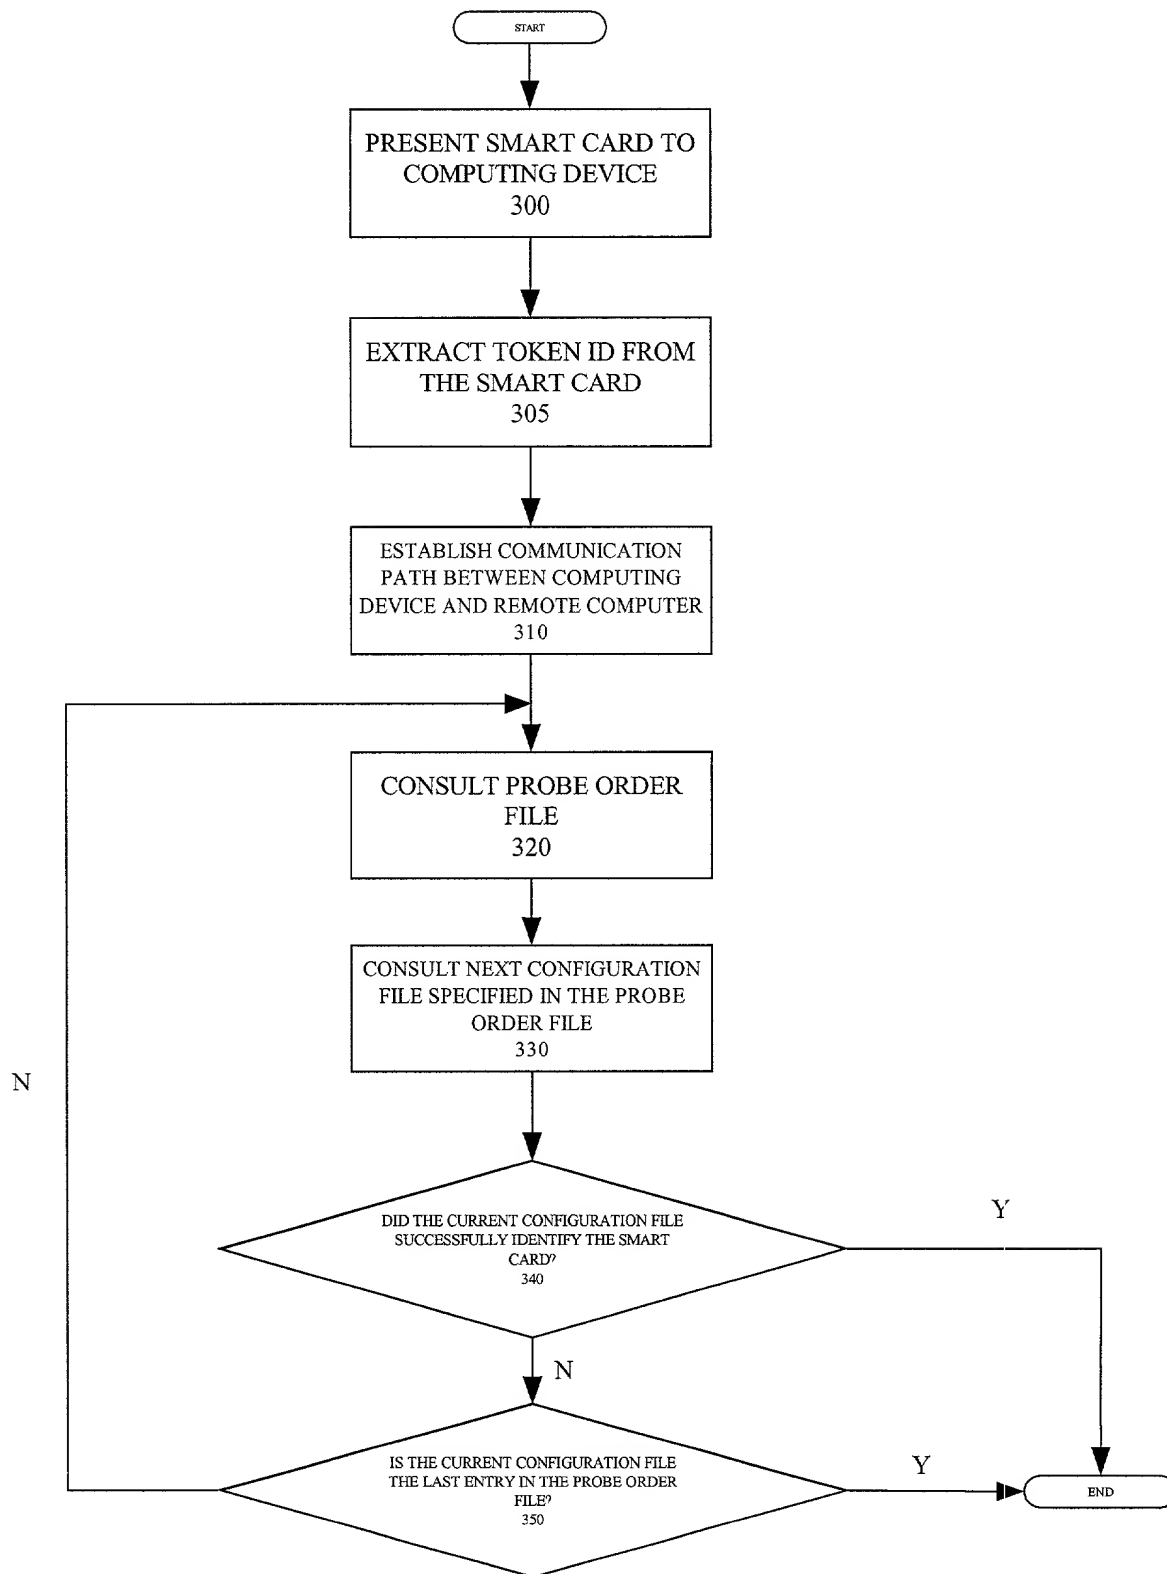 START
PRESENT SMART CARD TO
COMPUTING DEVICE
300
EXTRACT TOKEN ID FROM
THE SMART CARD
305
ESTABLISH COMMUNICATION
PATH BETWEEN COMPUTING
DEVICE AND REMOTE COMPUTER
310
CONSULT PROBE ORDER
FILE
320
CONSULT NEXT CONFIGURATION
FILE SPECIFIED IN THE PROBE
ORDER FILE
330
N
DID THE CURRENT CONFIGURATION FILE
SUCCESSFULLY IDENTIFY THE SMART
CARD?
340
Y
N
IS THE CURRENT CONFIGURATION FILE
THE LAST ENTRY IN THE PROBE ORDER
FILE?
350
Y
END